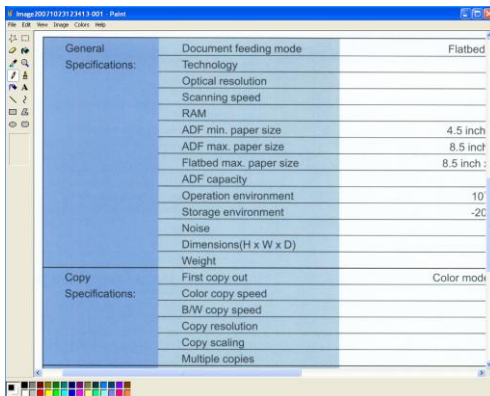 Image20071023123413-001 - Paint
File Edit View Image Colors Help
General Document feeding mode Flatbed
Specifications: Technology
Optical resolution
Scanning speed
RAM
ADF min. paper size 4.5 inch
ADF max. paper size 8.5 inch
Flatbed max. paper size 8.5 inch
ADF capacity
Operation environment 10
Storage environment -20
Noise
Dimensions(H x W x D)
Weight
Copy First copy out Color mode
Specifications: Color copy speed
B/W copy speed
Copy resolution
Copy scaling
Multiple copies